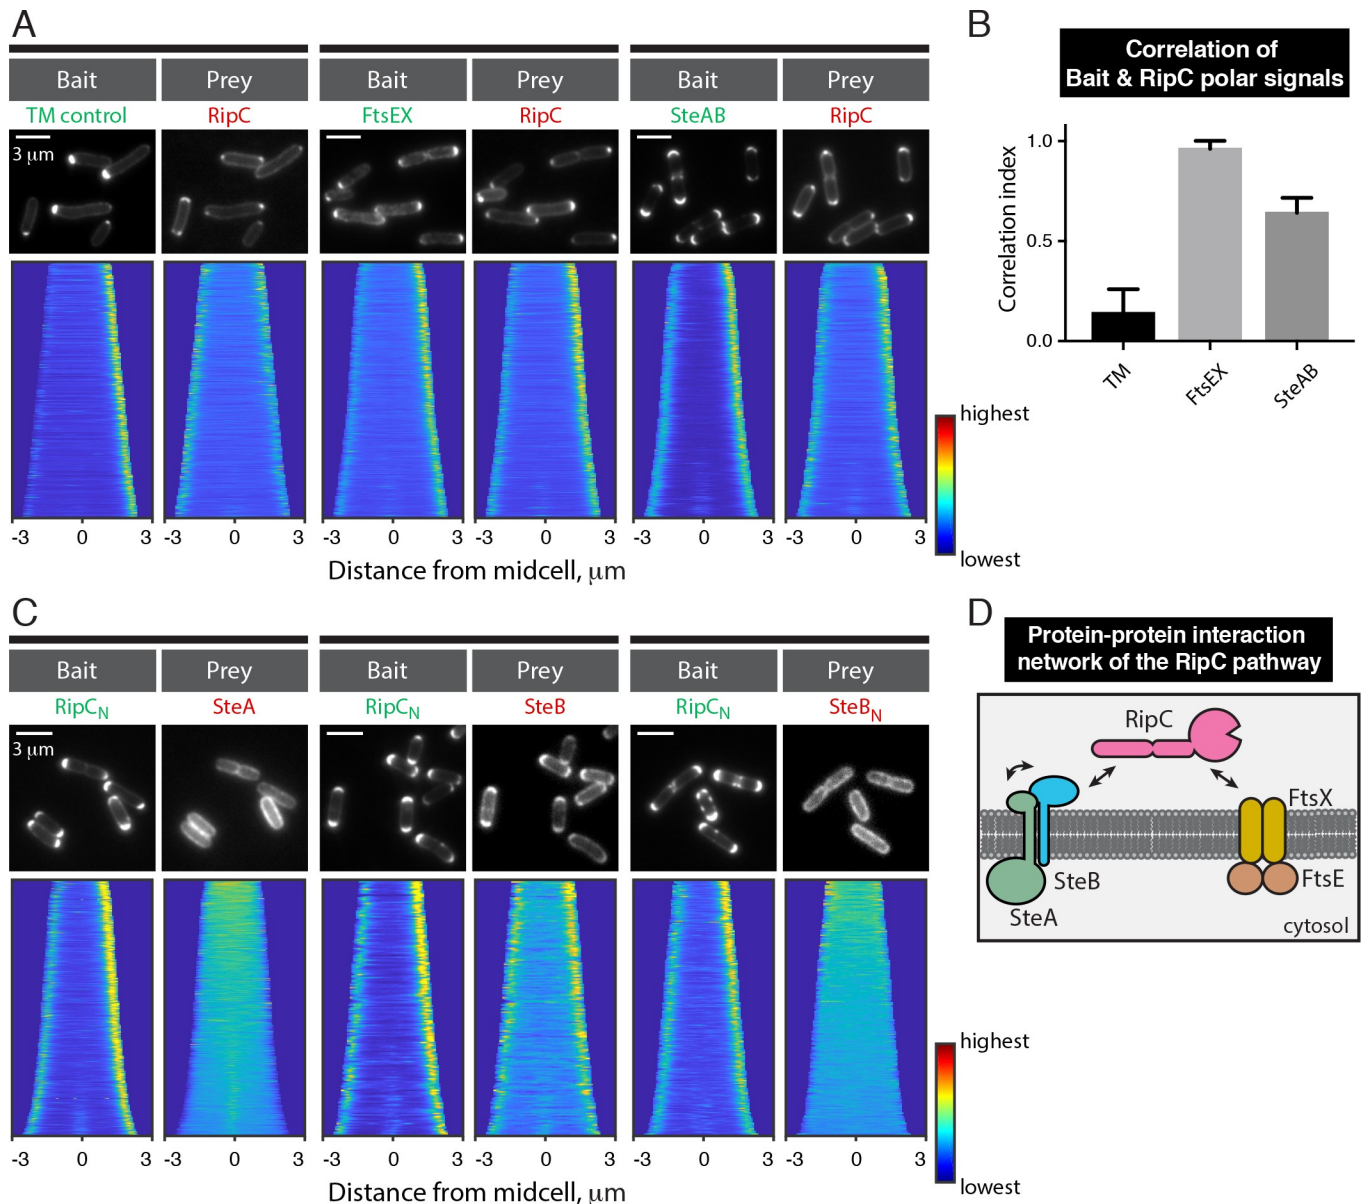 A
Bait Prey Bait Prey Bait Prey
TM control RipC FtsEX RipC SteAB RipC
3 μm
-3 0 3 -3 0 3 -3 0 3 -3 0 3 -3 0 3 -3 0 3
Distance from midcell, μm
highest
lowest
B
Correlation of
Bait & RipC polar signals
Correlation index
1.0
0.5
0.0
TM FtsEX SteAB
C
Bait Prey Bait Prey Bait Prey
RipCN SteA RipCN SteB RipCN SteBN
3 μm
-3 0 3 -3 0 3 -3 0 3 -3 0 3 -3 0 3 -3 0 3
Distance from midcell, μm
highest
lowest
D
Protein-protein interaction
network of the RipC pathway
RipC
FtsX
SteB
FtsE
SteA
cytosol